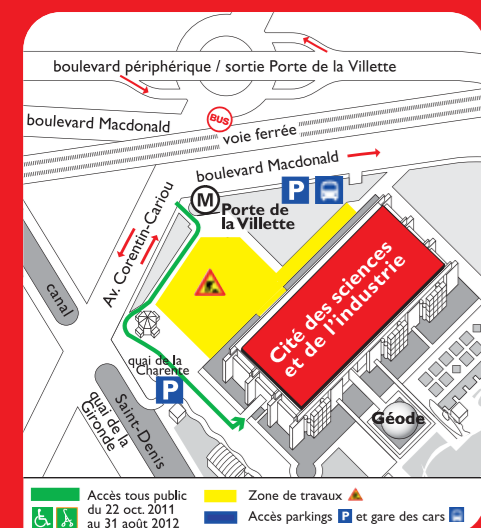 boulevard périphérique / sortie Porte de la Villette
boulevard Macdonald
BUS
voie ferrée
boulevard Macdonald
P
M
Porte de
la Villette
Av. Corentin-Cariou
canal
Cité des sciences
et de l'industrie
quai de la
Charente
P
Saint-Denis
quai de la
Gironde
Géode
Accès tous public
du 22 oct. 2011
au 31 août 2012
Zone de travaux
Accès parkings P et gare des cars